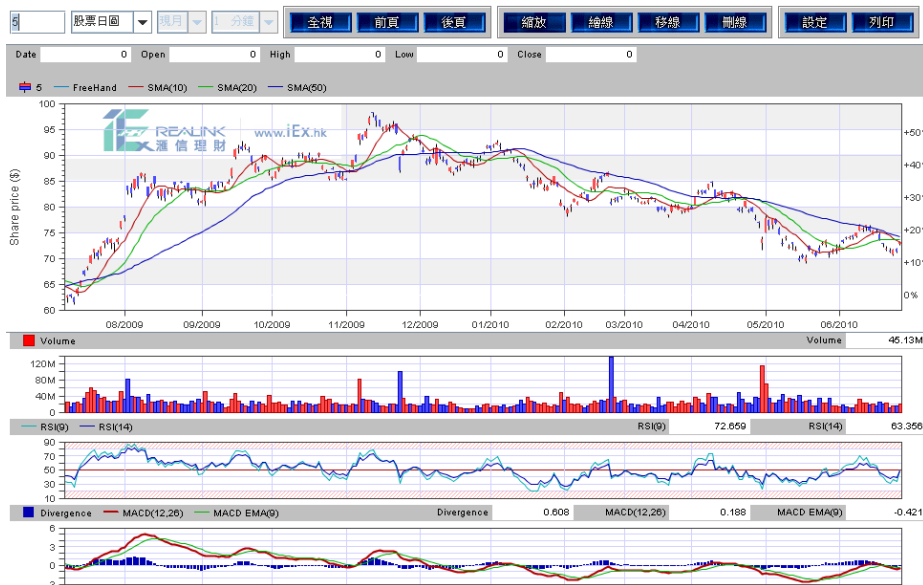 5 股票日圖 現月 1 分鐘 全視 前頁 後頁 縮放 繪線 移線 刪線 設定 列印
Date 0 Open 0 High 0 Low 0 Close 0
5 FreeHand SMA(10) SMA(20) SMA(50)
100
95
90
85
80
75
70
65
60
Share price ($)
REALINK
滙信理財
www.iEx.hk
+50
+40
+30
+20
+10
0%
08/2009 09/2009 10/2009 11/2009 12/2009 01/2010 02/2010 03/2010 04/2010 05/2010 06/2010
Volume Volume 45.13M
120M
80M
40M
0
RSI(9) RSI(14) RSI(9) 72.659 RSI(14) 63.356
90
70
50
30
10
Divergence MACD(12,26) MACD EMA(9) Divergence 0.608 MACD(12,26) 0.188 MACD EMA(9) -0.421
6
3
0